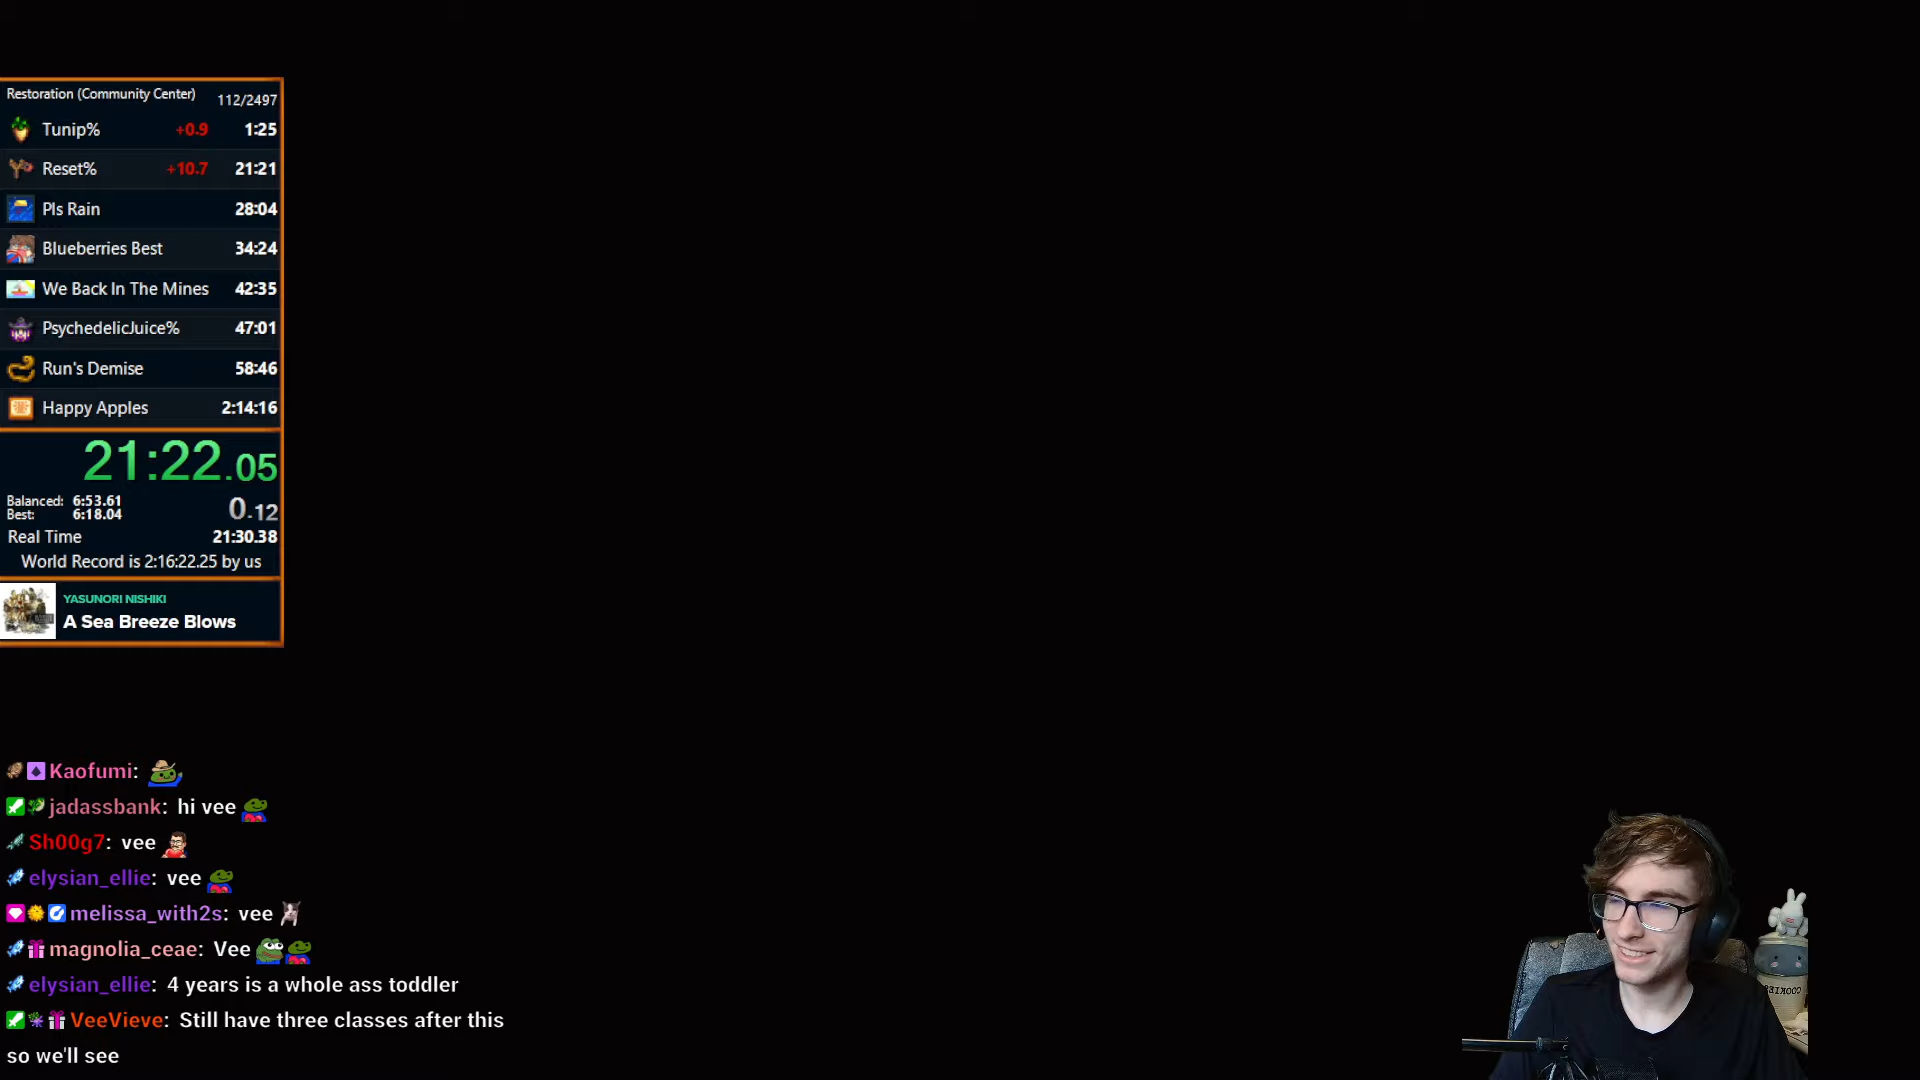 Restoration (Community Center) 112/2497
Tunip% +0.9 1:25
Reset% +10.7 21:21
Pls Rain 28:04
Blueberries Best 34:24
We Back In The Mines 42:35
PsychedelicJuice% 47:01
Run's Demise 58:46
Happy Apples 2:14:16
21:22.05
Balanced: 6:53.61
Best: 6:18.04
0.12
Real Time 21:30.38
World Record is 2:16:22.25 by us
YASUNORI NISHIKI
A Sea Breeze Blows
Kaofumi:
jadassbank: hi vee
Sh00g7: vee
elysian_ellie: vee
melissa_with2s: vee
magnolia_ceae: Vee
elysian_ellie: 4 years is a whole ass toddler
VeeVieve: Still have three classes after this
so we'll see